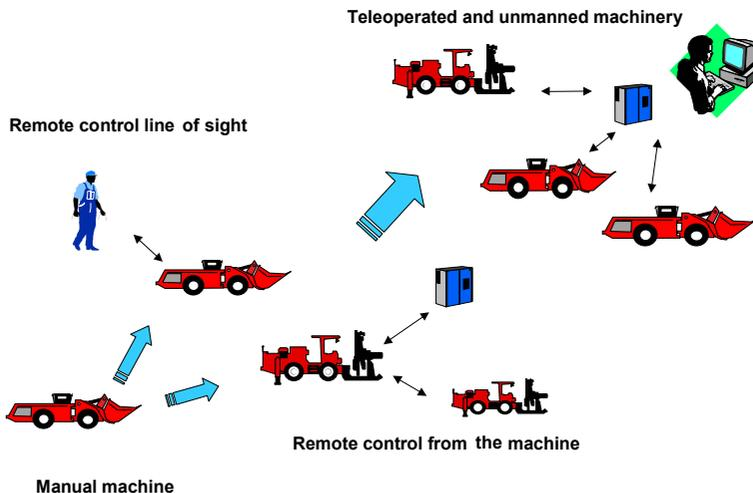 Teleoperated and unmanned machinery
Remote control line of sight
Remote control from the machine
Manual machine